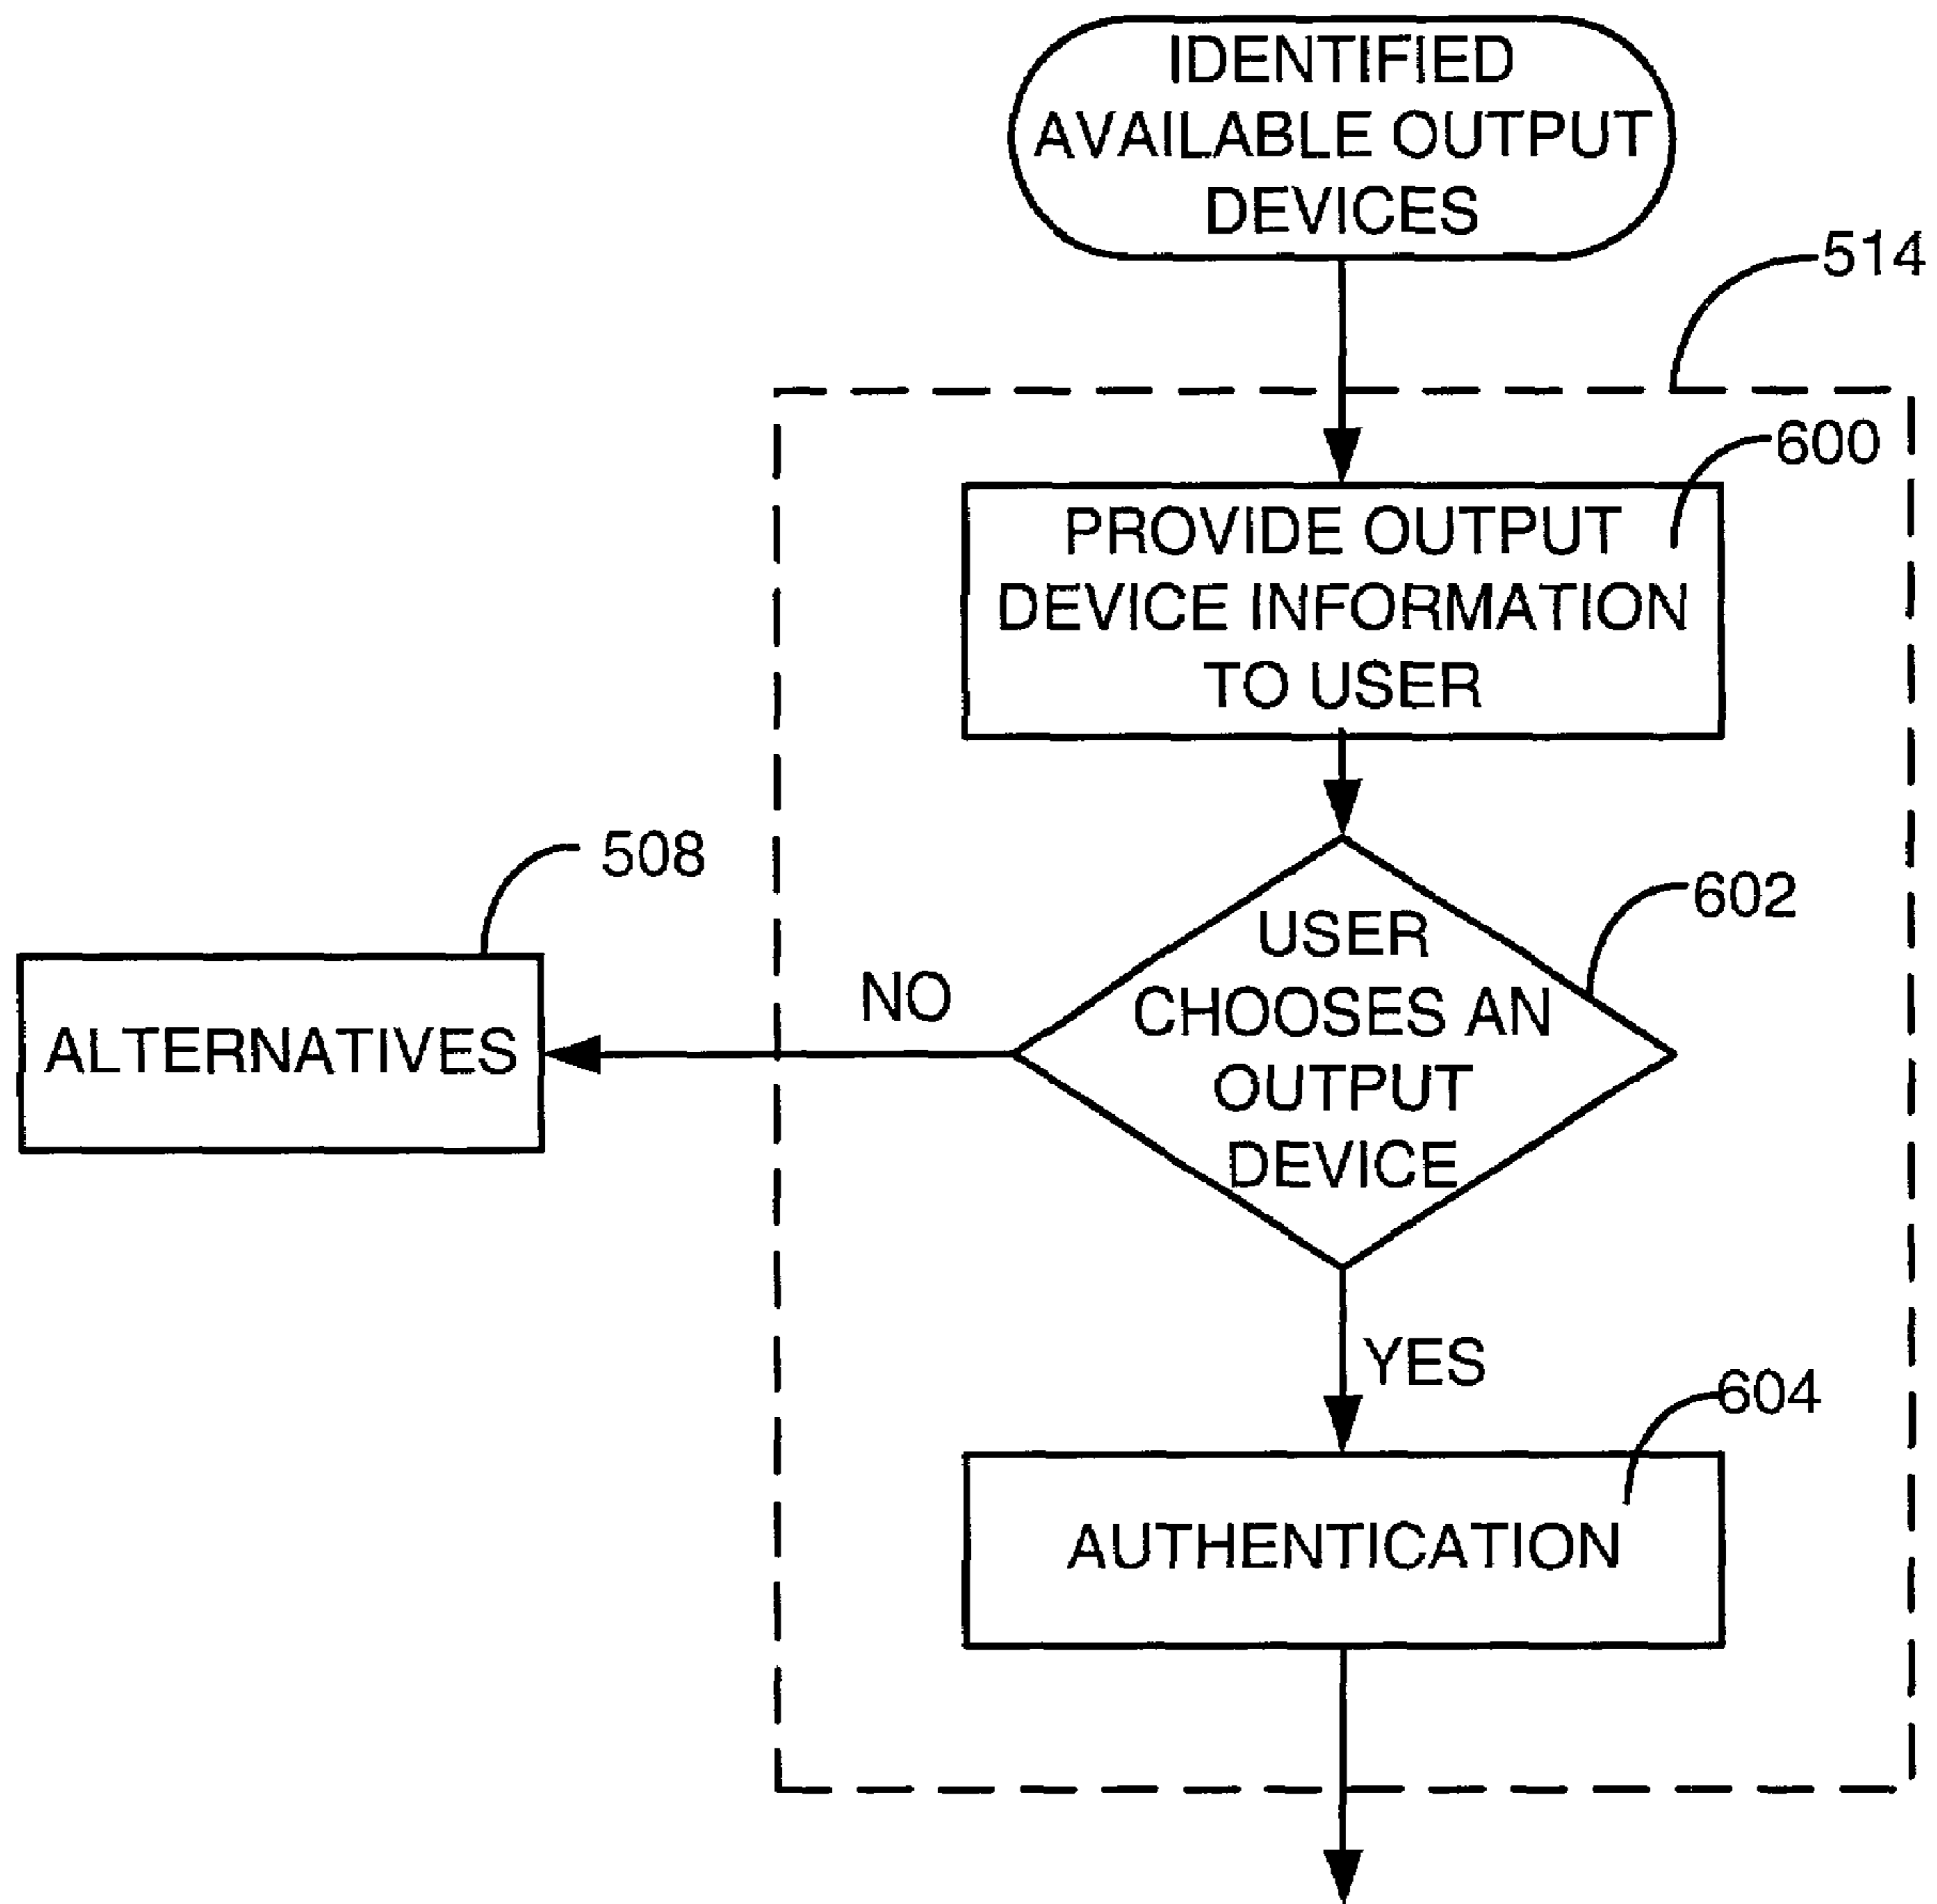 IDENTIFIED
AVAILABLE OUTPUT
DEVICES
514
600
PROVIDE OUTPUT
DEVICE INFORMATION
TO USER
508
602
USER
CHOOSES AN
OUTPUT
DEVICE
NO
ALTERNATIVES
YES
604
AUTHENTICATION